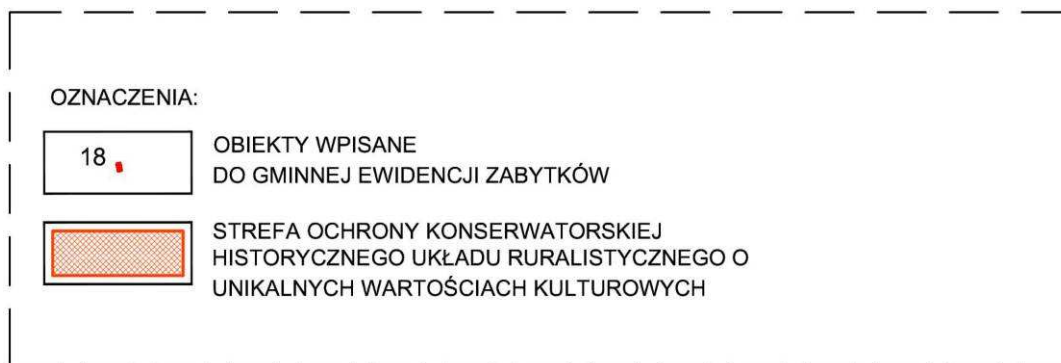 OZNACZENIA:
18
OBIEKTY WPISANE
DO GMINNEJ EWIDENCJI ZABYTKÓW
STREFA OCHRONY KONSERWATORSKIEJ
HISTORYCZNEGO UKŁADU RURALISTYCZNEGO O
UNIKALNYCH WARTOŚCIACH KULTUROWYCH